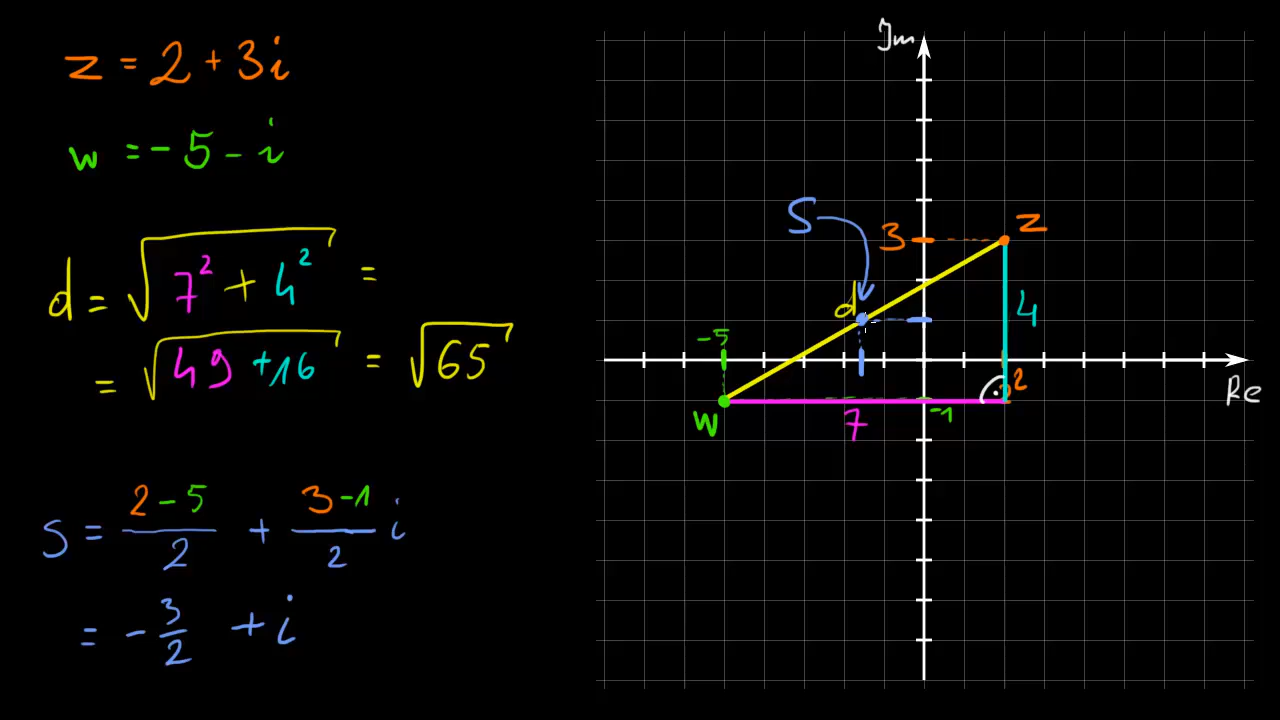 z = 2 + 3i
w = -5 - i
d = √(7² + 4²) =
= √(49 + 16) = √65
S = (2-5)/2 + (3-1)/2 i
= -3/2 + i
Im
S
3
z
d
4
-5
2
Re
w
7
-1